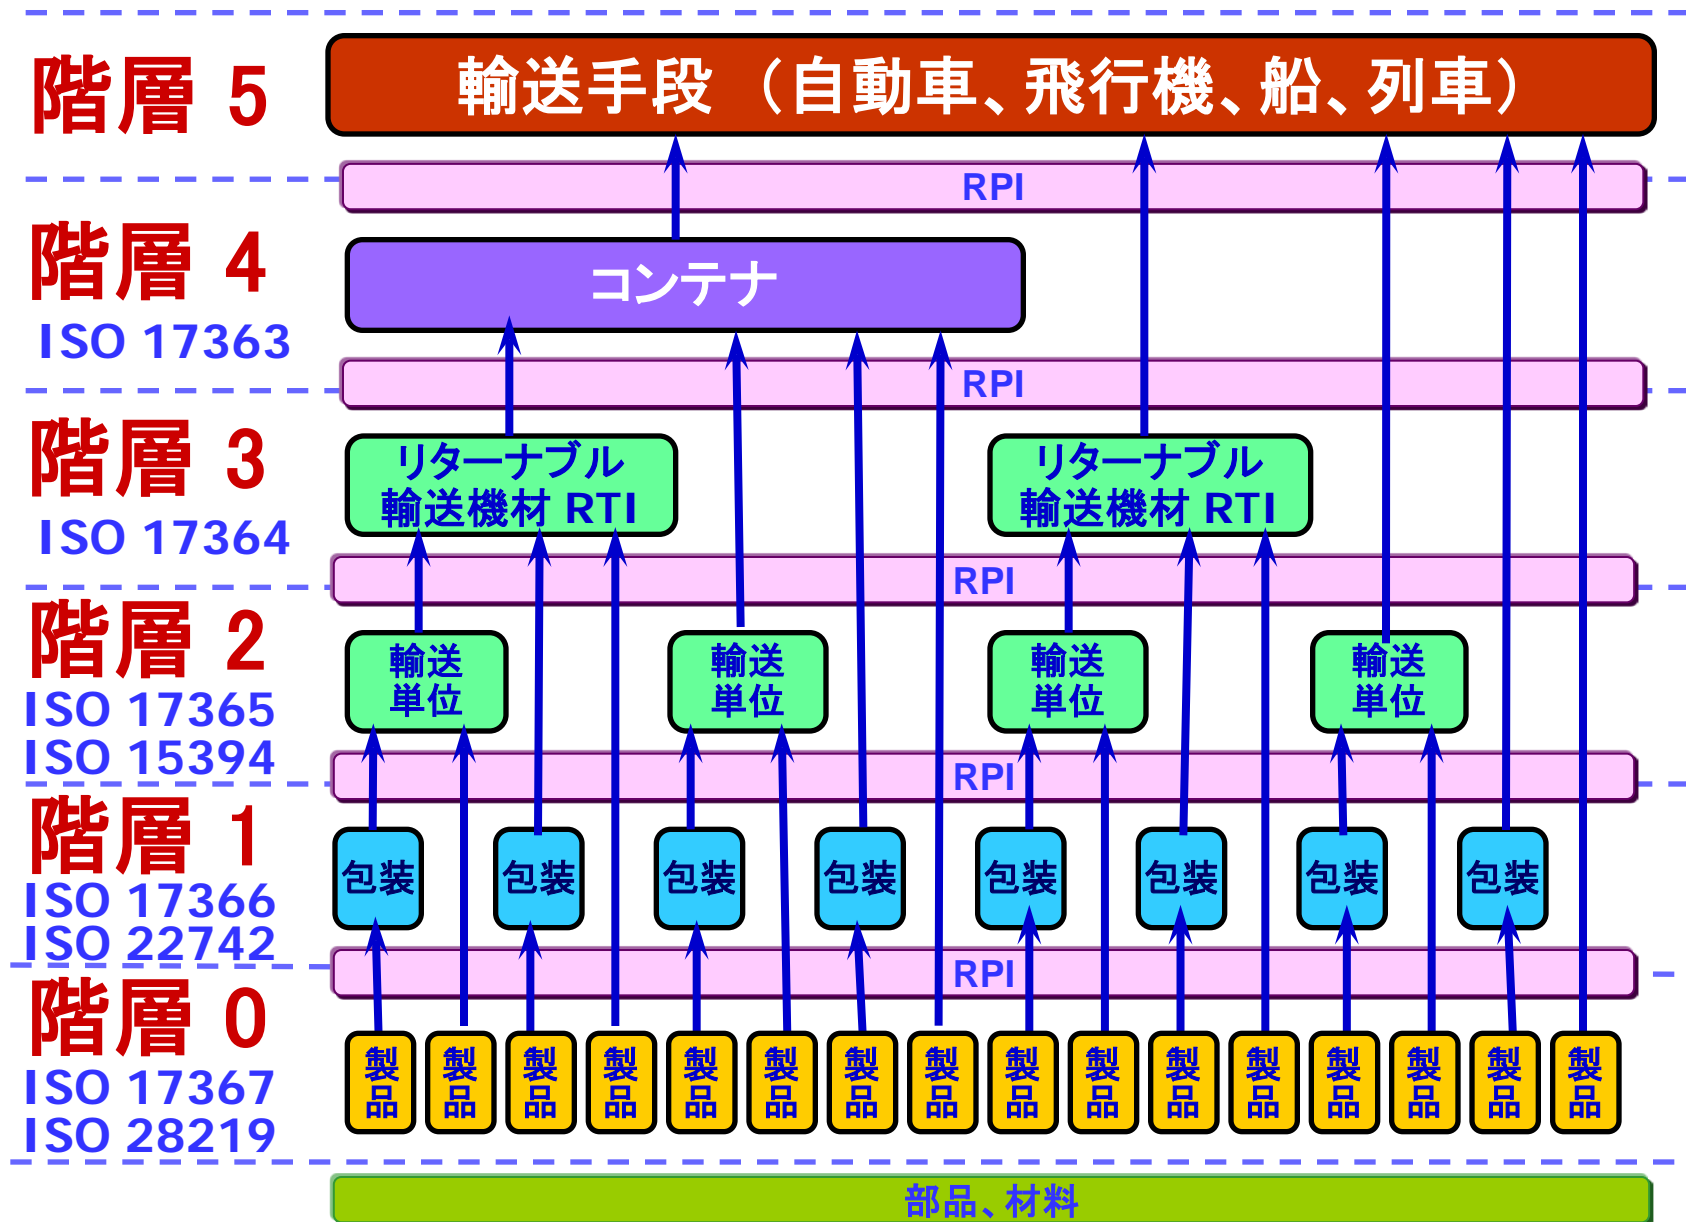 階層 5
輸送手段 （自動車、飛行機、船、列車）
RPI
階層 4
ISO 17363
コンテナ
RPI
階層 3
ISO 17364
リターナブル
輸送機材 RTI
リターナブル
輸送機材 RTI
RPI
階層 2
ISO 17365
ISO 15394
輸送
単位
輸送
単位
輸送
単位
輸送
単位
RPI
階層 1
ISO 17366
ISO 22742
包装
包装
包装
包装
包装
包装
包装
包装
RPI
階層 0
ISO 17367
ISO 28219
製
品
製
品
製
品
製
品
製
品
製
品
製
品
製
品
製
品
製
品
製
品
製
品
製
品
製
品
製
品
製
品
部品、材料